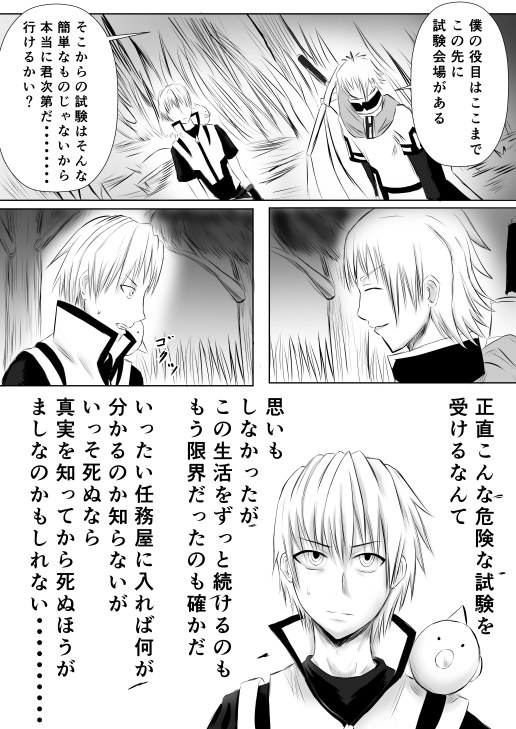 僕の役目はここまで
この先に
試験会場がある
そこからの試験はそんな
簡単なものじゃないから
本当に君次第だ・・・・・・・・
行けるかい？
ゴクッ
正直こんな危険な試験を
受けるなんて
思いも
しなかったが
この生活をずっと続けるのも
もう限界だったのも確かだ
いったい任務屋に入れば何が
分かるのか知らないが
いっそ死ぬなら
真実を知ってから死ぬほうが
ましなのかもしれない・・・・・・・・・・